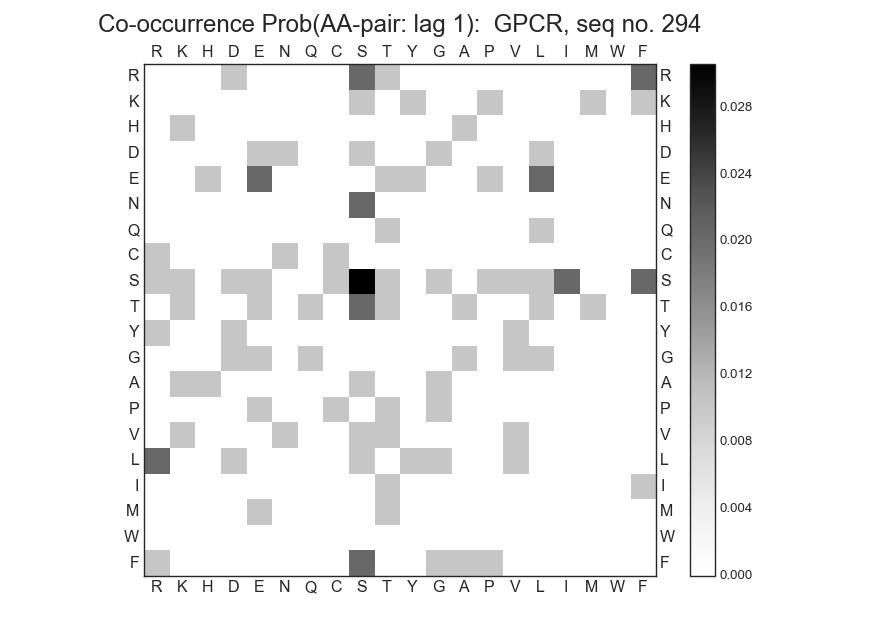 Co-occurrence Prob(AA-pair: lag 1):  GPCR, seq no. 294
R K H D E N Q C S T Y G A P V L I M W F
R R
K K
H H
D D
E E
N N
Q Q
C C
S S
T T
Y Y
G G
A A
P P
V V
L L
I I
M M
W W
F F
R K H D E N Q C S T Y G A P V L I M W F
0.028
0.024
0.020
0.016
0.012
0.008
0.004
0.000